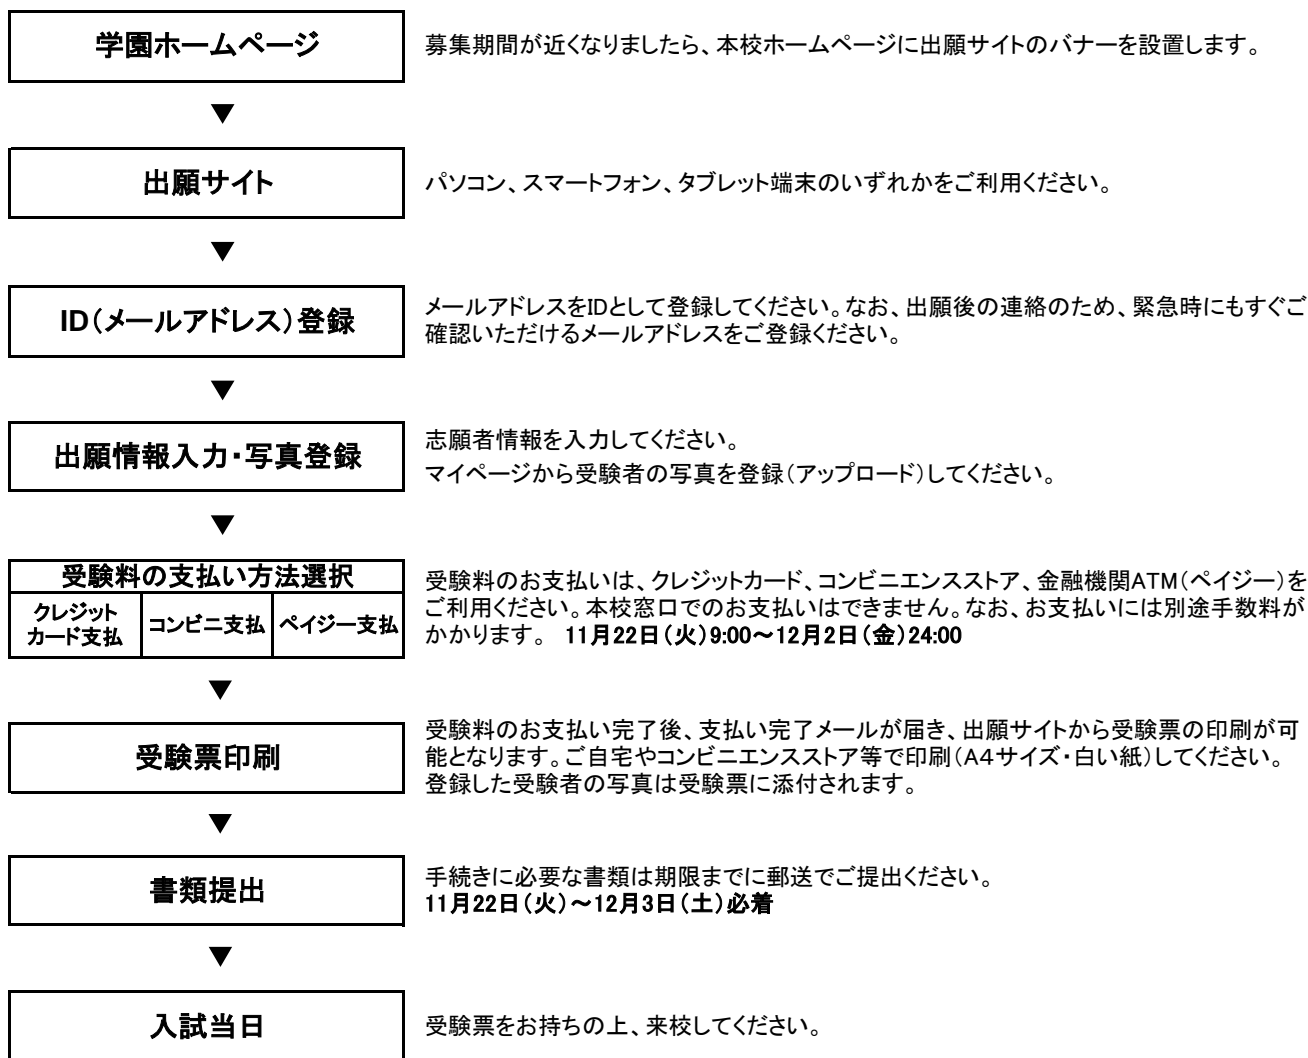 学園ホームページ
募集期間が近くなりましたら、本校ホームページに出願サイトのバナーを設置します。
▼
出願サイト
パソコン、スマートフォン、タブレット端末のいずれかをご利用ください。
▼
ID(メールアドレス)登録
メールアドレスをIDとして登録してください。なお、出願後の連絡のため、緊急時にもすぐご
確認いただけるメールアドレスをご登録ください。
▼
出願情報入力・写真登録
志願者情報を入力してください。
マイページから受験者の写真を登録(アップロード)してください。
▼
受験料の支払い方法選択
クレジット
カード支払
コンビニ支払
ペイジー支払
受験料のお支払いは、クレジットカード、コンビニエンスストア、金融機関ATM(ペイジー)を
ご利用ください。本校窓口でのお支払いはできません。なお、お支払いには別途手数料が
かかります。 11月22日(火)9:00～12月2日(金)24:00
▼
受験票印刷
受験料のお支払い完了後、支払い完了メールが届き、出願サイトから受験票の印刷が可
能となります。ご自宅やコンビニエンスストア等で印刷(A4サイズ・白い紙)してください。
登録した受験者の写真は受験票に添付されます。
▼
書類提出
手続きに必要な書類は期限までに郵送でご提出ください。
11月22日(火)～12月3日(土)必着
▼
入試当日
受験票をお持ちの上、来校してください。